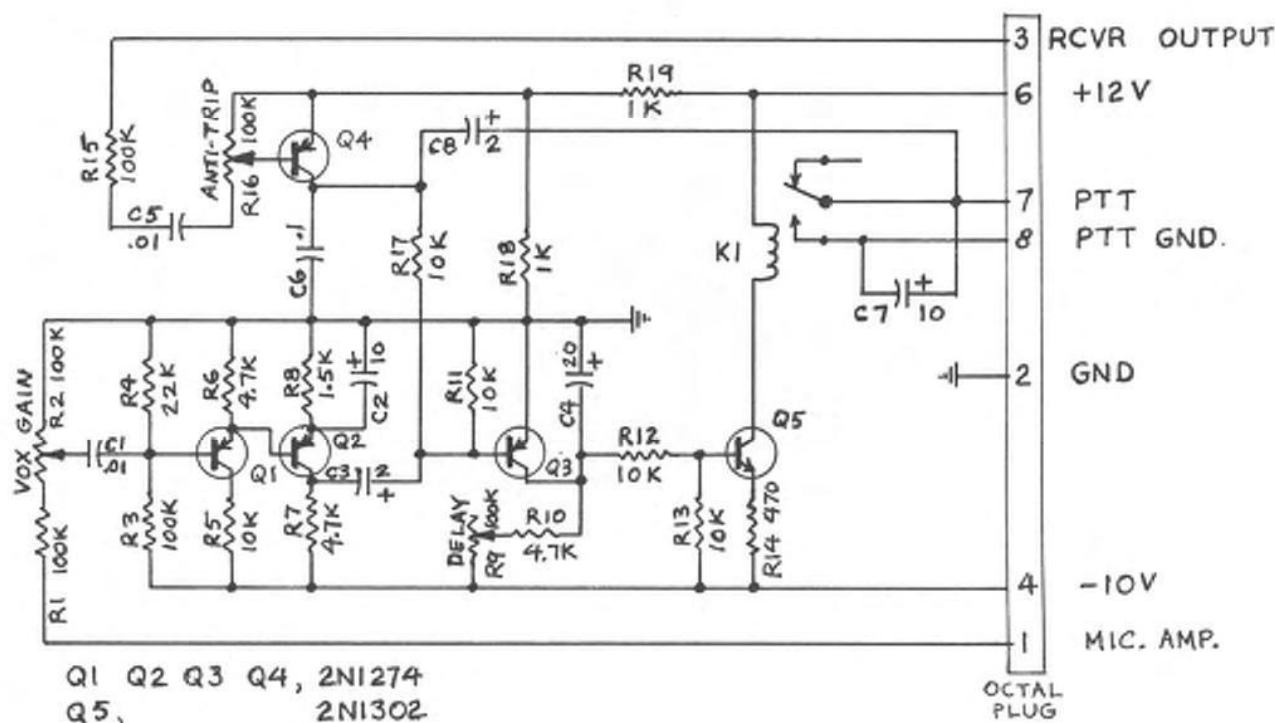 3 RCVR OUTPUT
R19
1K
6 +12V
R15
100K
ANTI-TRIP
R16 100K
Q4
C8
+
2
C5
.01
7 PTT
8 PTT GND.
K1
C7
+
10
C6
.1
R17
10K
R18
1K
VOX GAIN
R2 100K
R4
22K
R6
4.7K
R8
1.5K
+
10
C2
R11
10K
20
+
C4
2 GND
C1
.01
Q1
Q2
C3
2
+
Q3
R12
10K
Q5
R1 100K
R3
100K
R5
10K
R7
4.7K
DELAY
R9 100K
R10
4.7K
R13
10K
R14 470
4 -10V
1 MIC. AMP.
Q1 Q2 Q3 Q4, 2N1274
Q5, 2N1302
OCTAL
PLUG